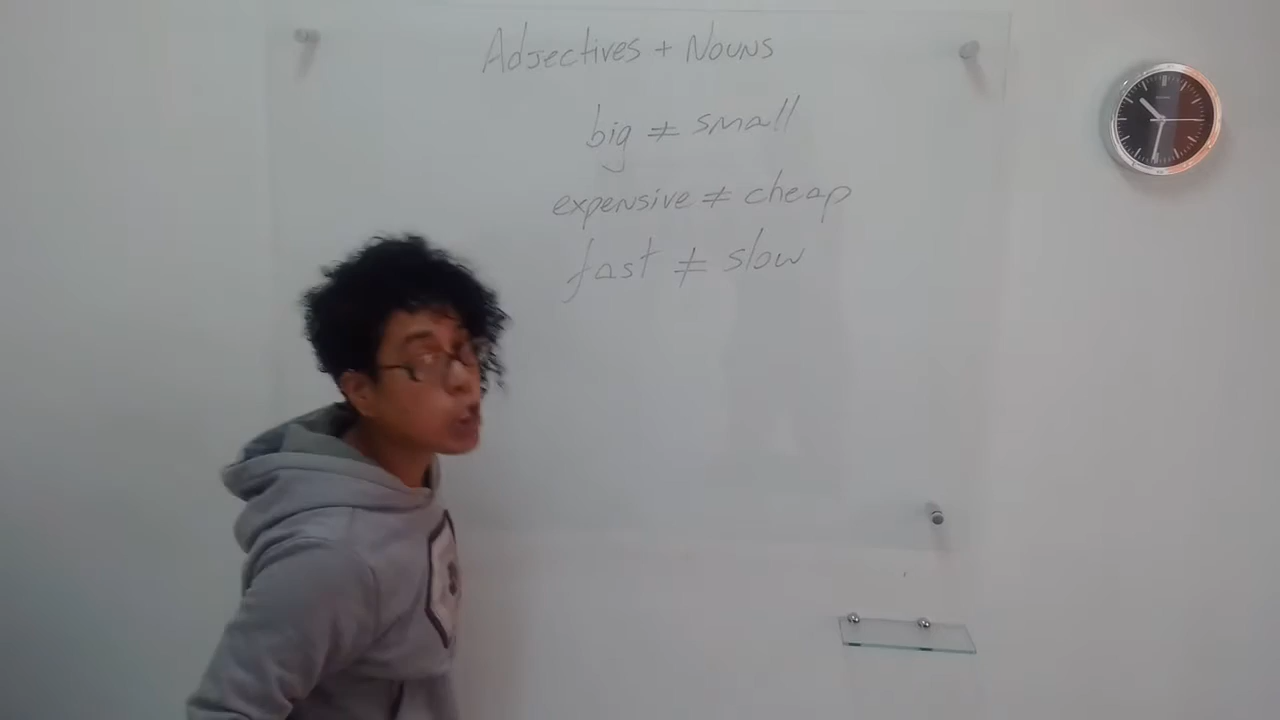 Adjectives + Nouns
big ≠ small
expensive ≠ cheap
fast ≠ slow